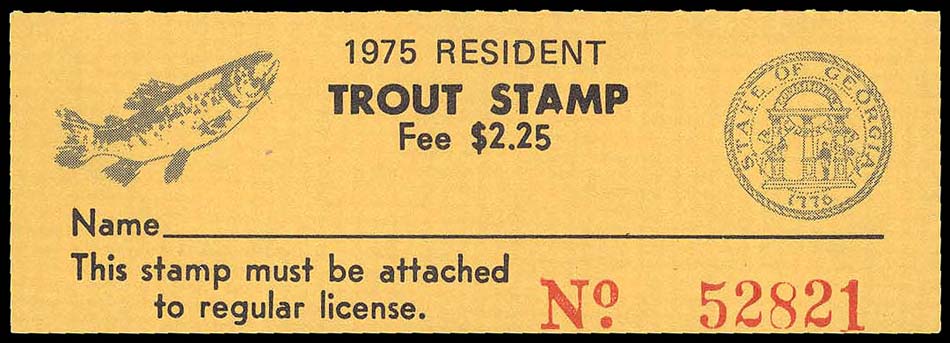 1975 RESIDENT
TROUT STAMP
Fee $2.25
STATE OF GEORGIA
1776
Name
This stamp must be attached
to regular license.
Nº 52821